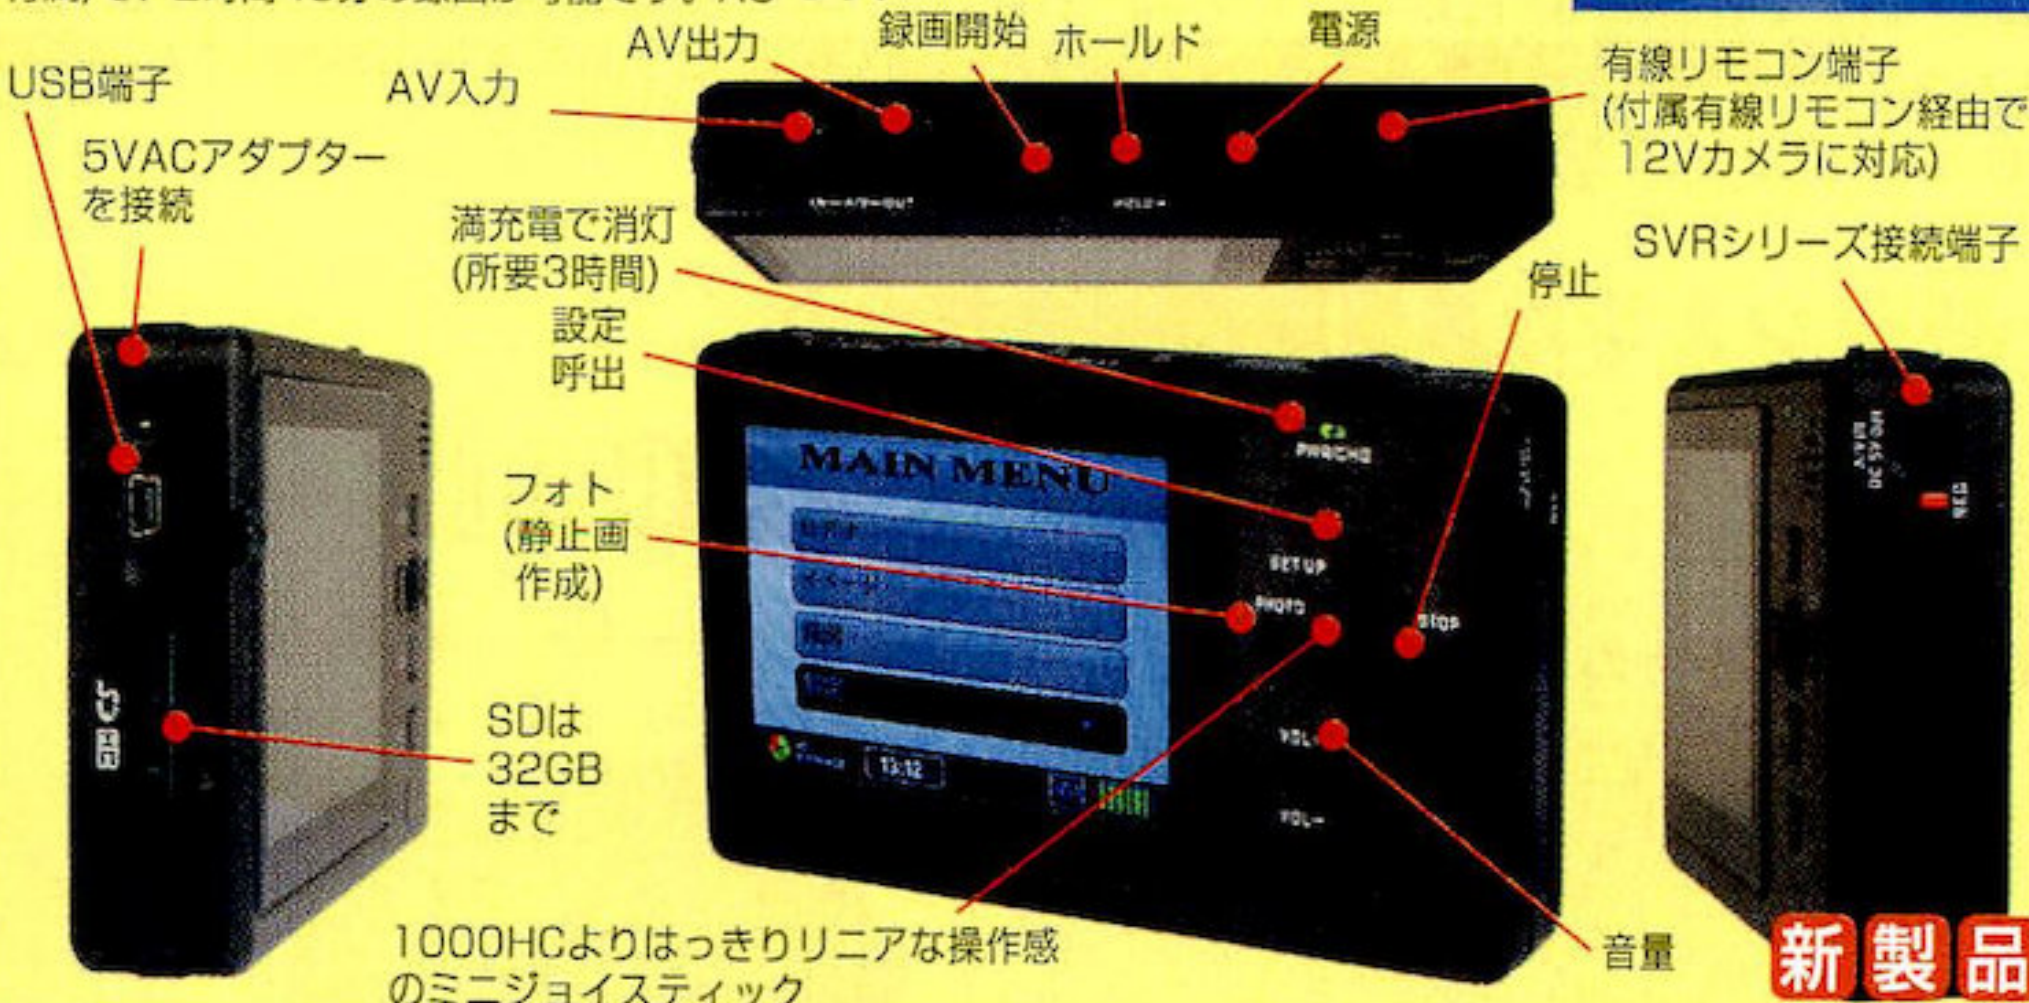 AV出力
録画開始
ホールド
電源
有線リモコン端子
(付属有線リモコン経由で
12Vカメラに対応)
USB端子
AV入力
5VACアダプター
を接続
満充電で消灯
(所要3時間)
SVRシリーズ接続端子
停止
設定
呼出
MAIN MENU
PWR/CHG
フォト
(静止画
作成)
SETUP
PHOTO
STOP
SDは
32GB
まで
13:12
VOL+
VOL-
1000HCよりはっきりリニアな操作感
のミニジョイスティック
音量
新製品